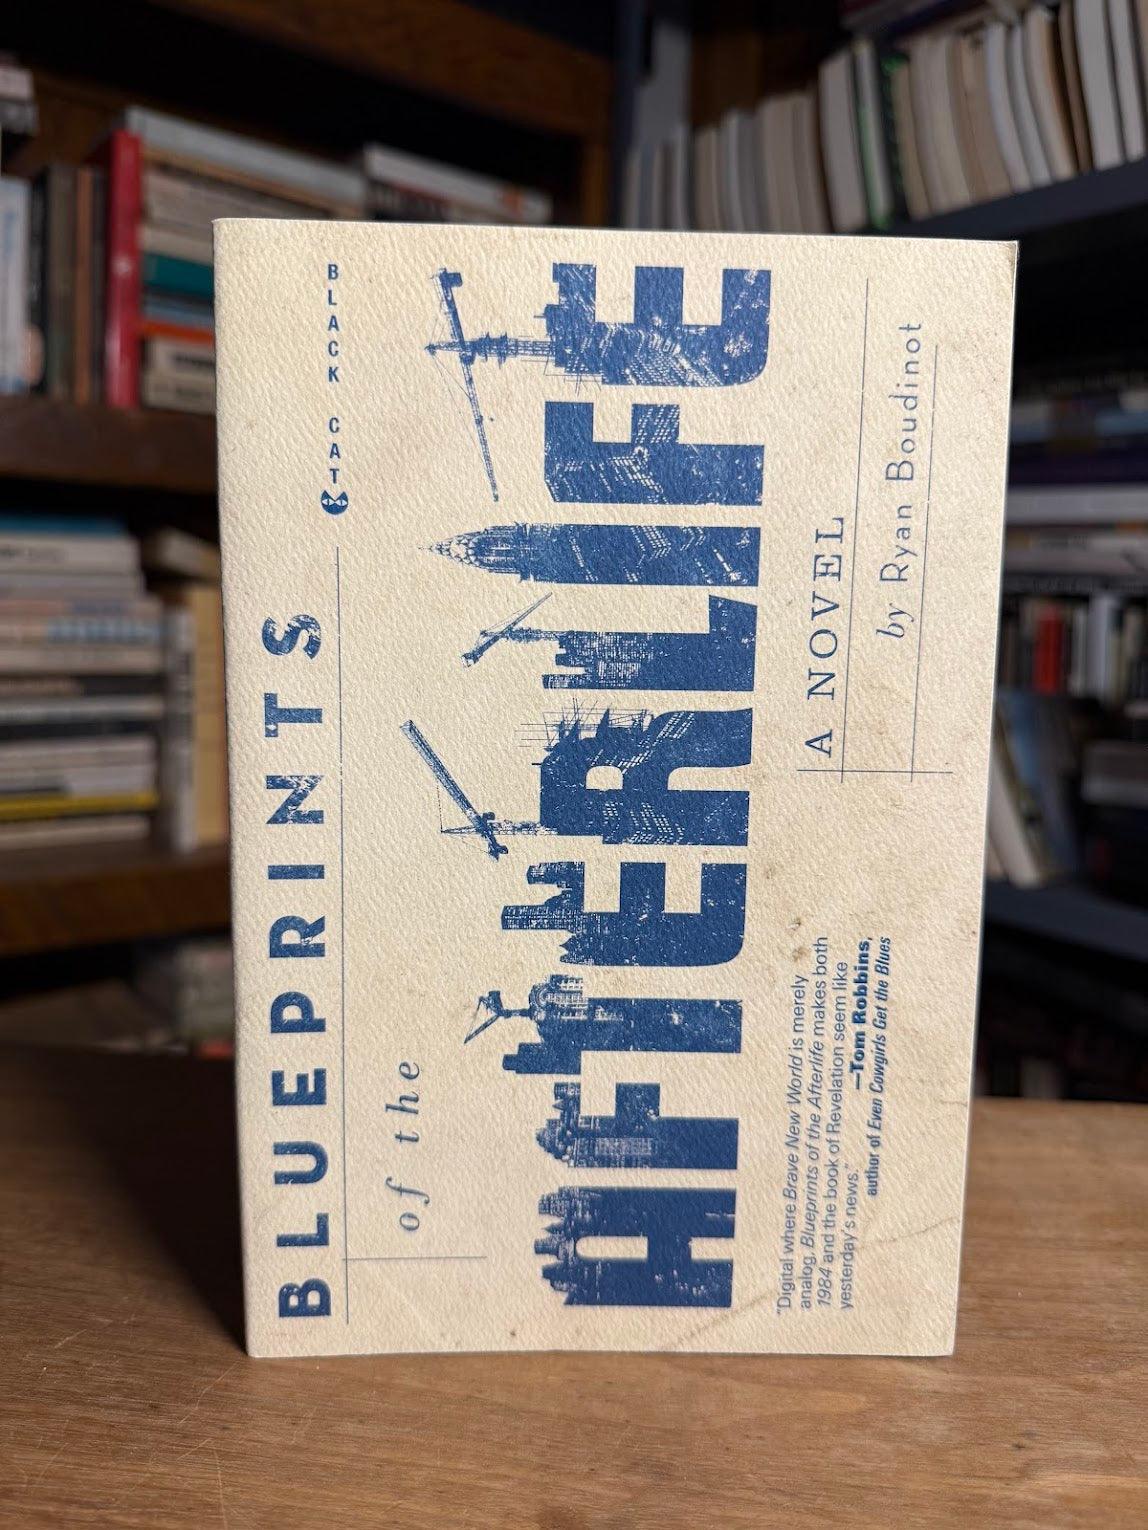 BLUEPRINTS
BLACK CAT
of the
AFTERLIFE
A NOVEL
by Ryan Boudinot
"Digital where Brave New World is merely
analog, Blueprints of the Afterlife makes both
1984 and the book of Revelation seem like
yesterday's news."
—Tom Robbins,
author of Even Cowgirls Get the Blues